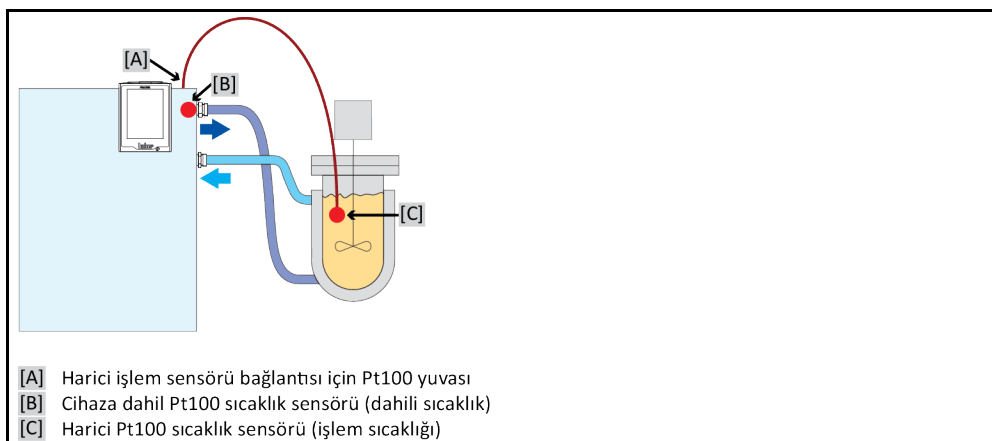 [A]
[B]
huber
[C]
[A] Harici işlem sensörü bağlantısı için Pt100 yuvası
[B] Cihaza dahil Pt100 sıcaklık sensörü (dahili sıcaklık)
[C] Harici Pt100 sıcaklık sensörü (işlem sıcaklığı)